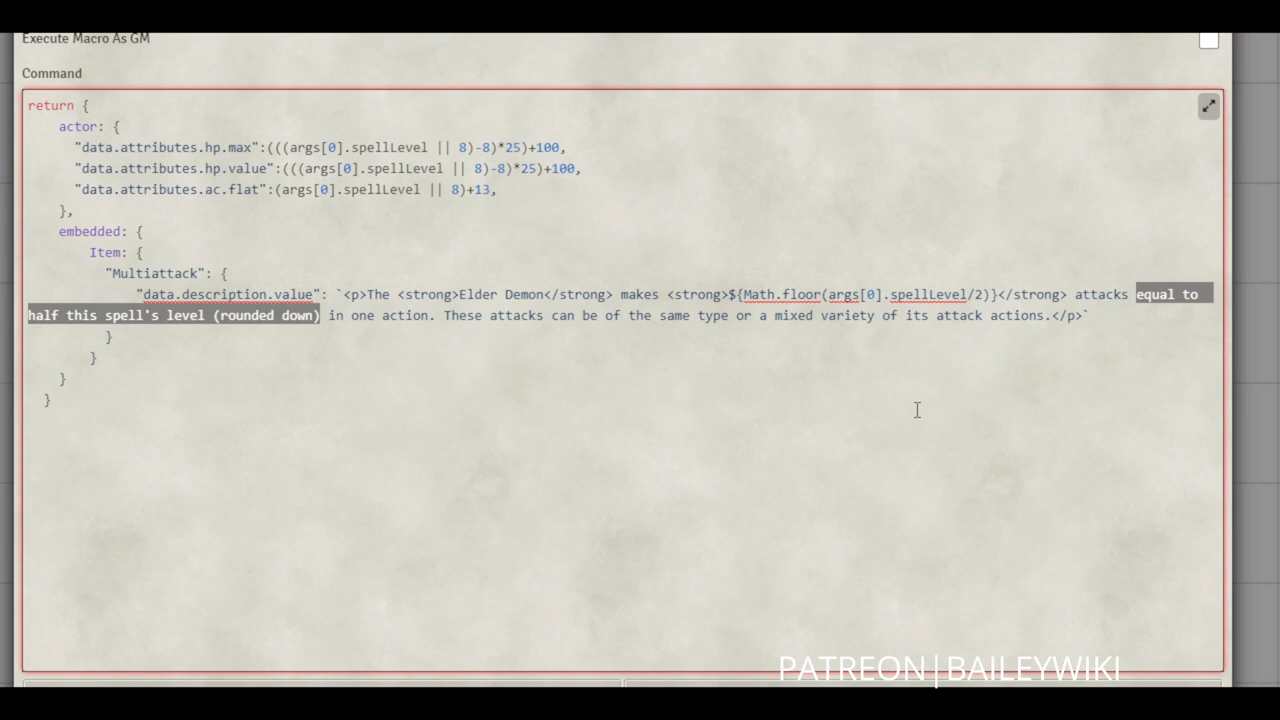 Execute Macro As GM
Command
return {
actor: {
"data.attributes.hp.max":(((args[0].spellLevel || 8)-8)*25)+100,
"data.attributes.hp.value":(((args[0].spellLevel || 8)-8)*25)+100,
"data.attributes.ac.flat":(args[0].spellLevel || 8)+13,
},
embedded: {
Item: {
"Multiattack": {
"data.description.value": `<p>The <strong>Elder Demon</strong> makes <strong>${Math.floor(args[0].spellLevel/2)}</strong> attacks equal to
half this spell's level (rounded down) in one action. These attacks can be of the same type or a mixed variety of its attack actions.</p>`
}
}
}
}
PATREON|BAILEYWIKI